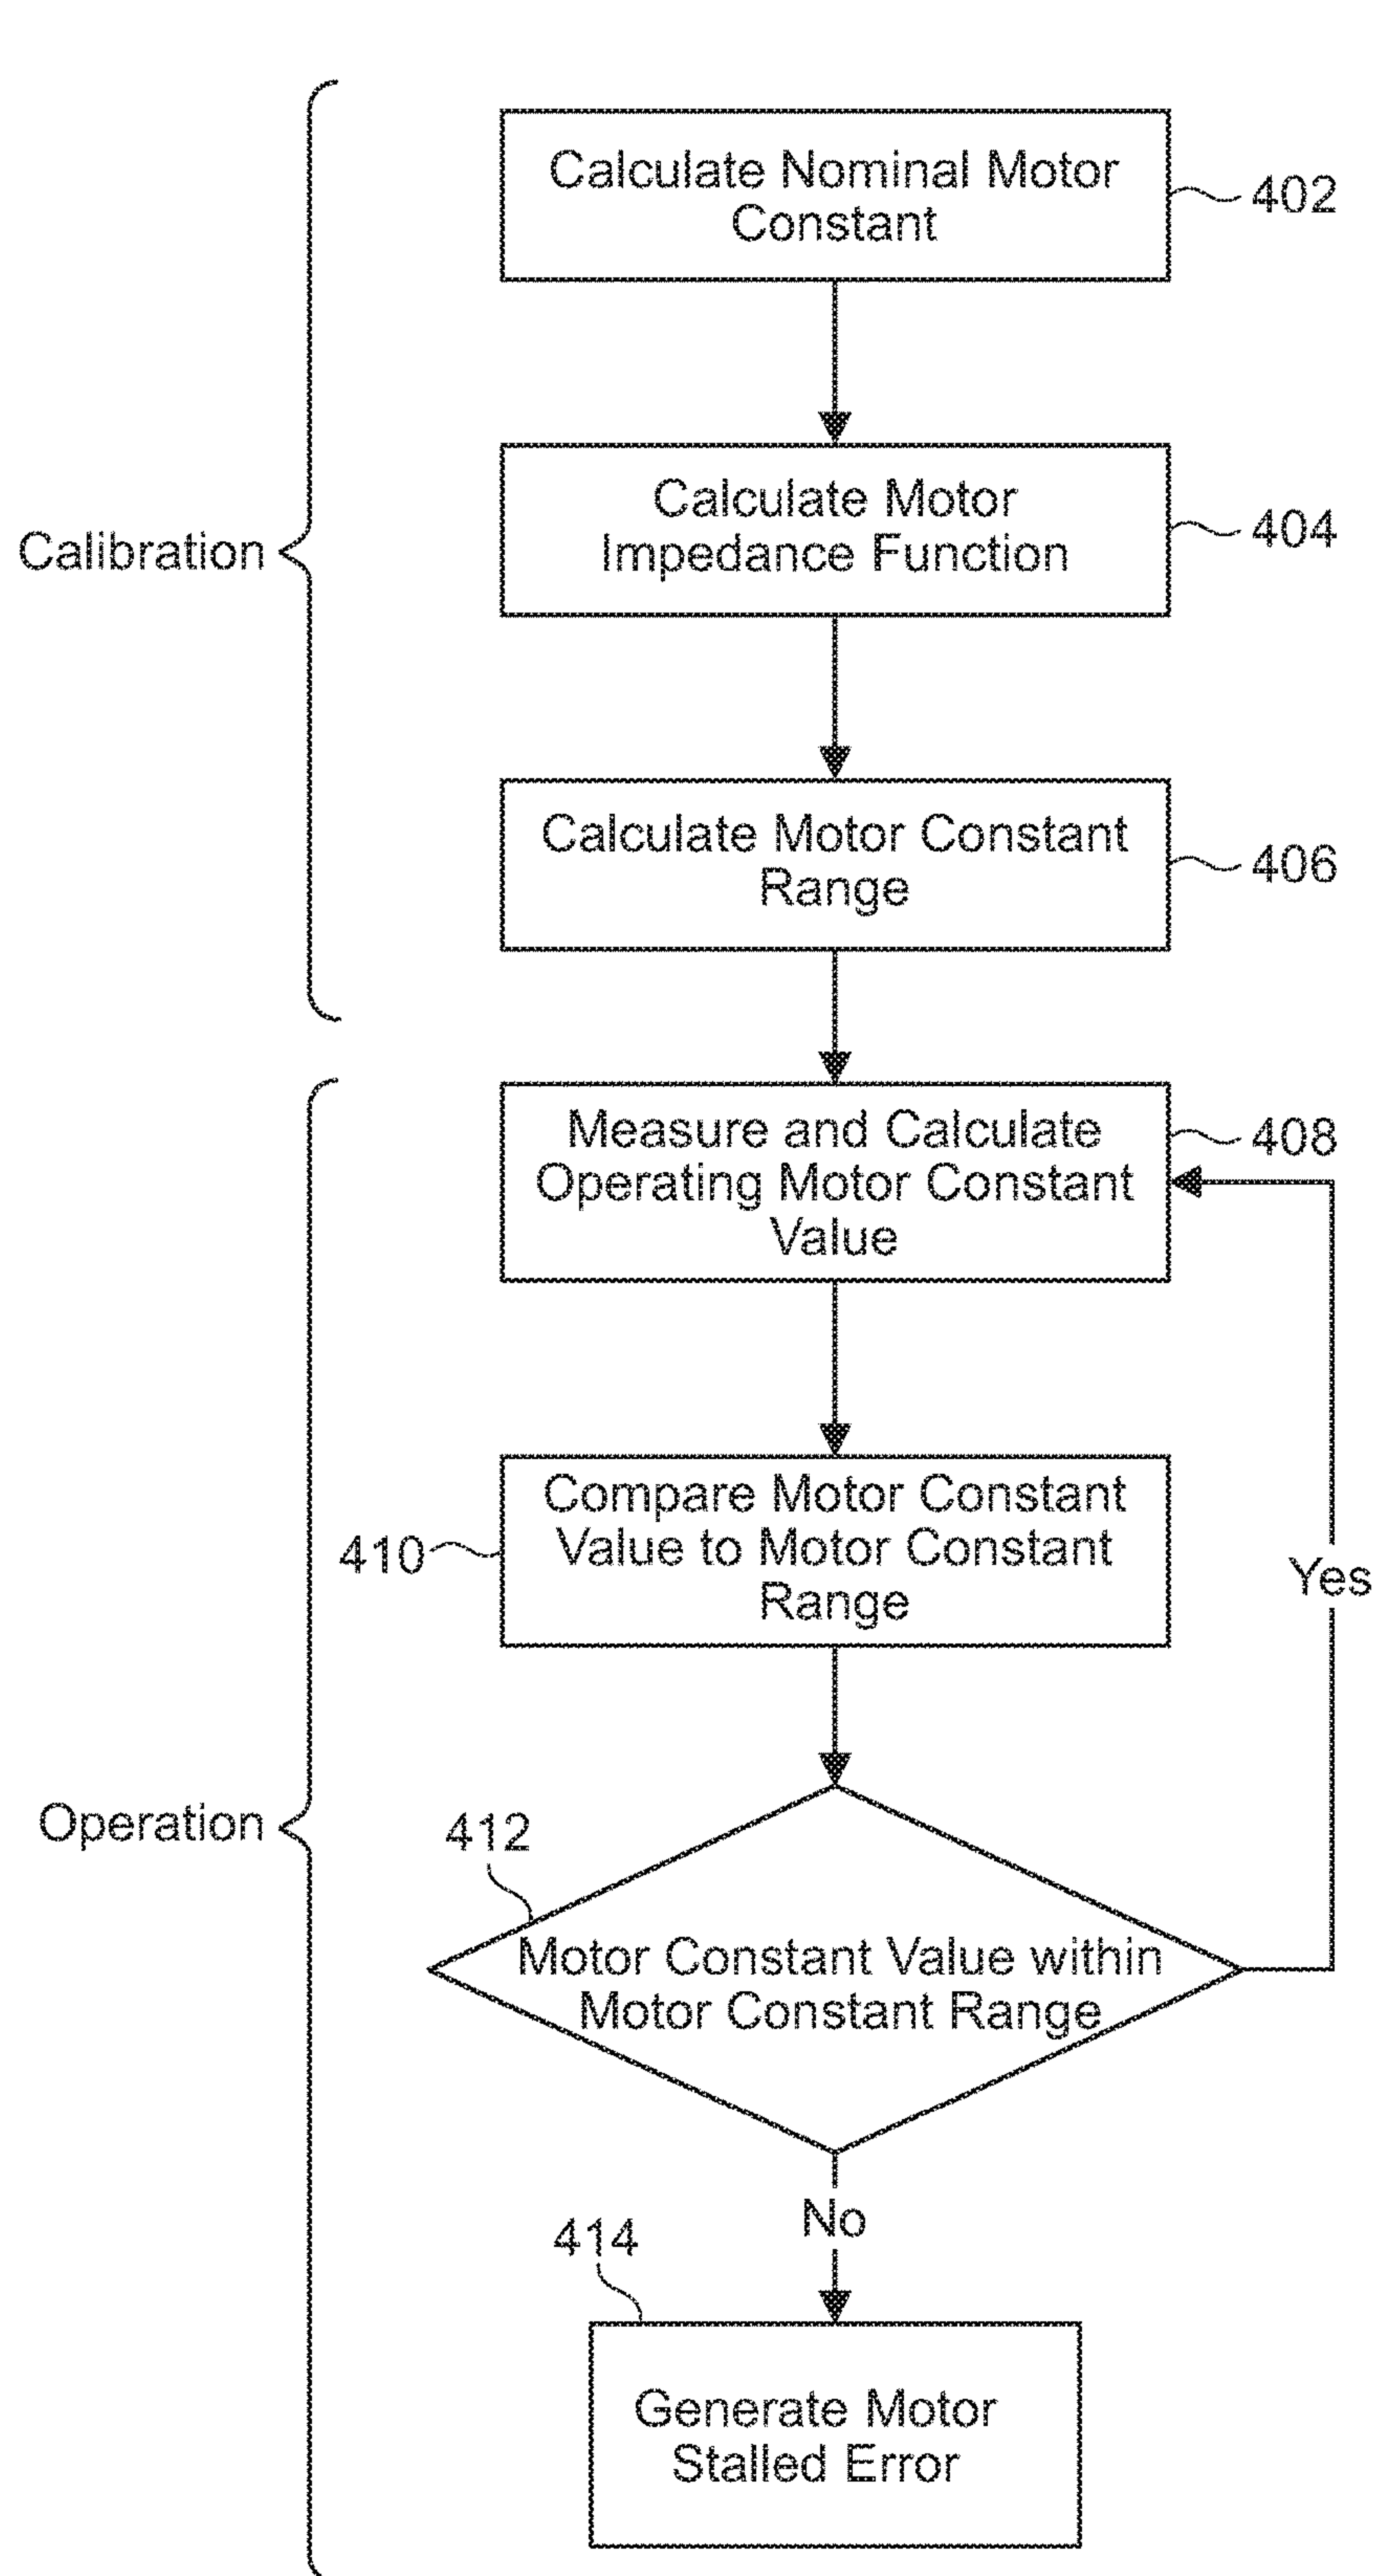 Calculate Nominal Motor
Constant
402
Calculate Motor
Impedance Function
404
Calibration
Calculate Motor Constant
Range
406
Measure and Calculate
Operating Motor Constant
Value
408
Compare Motor Constant
Value to Motor Constant
Range
410
Yes
Operation
412
Motor Constant Value within
Motor Constant Range
No
414
Generate Motor
Stalled Error